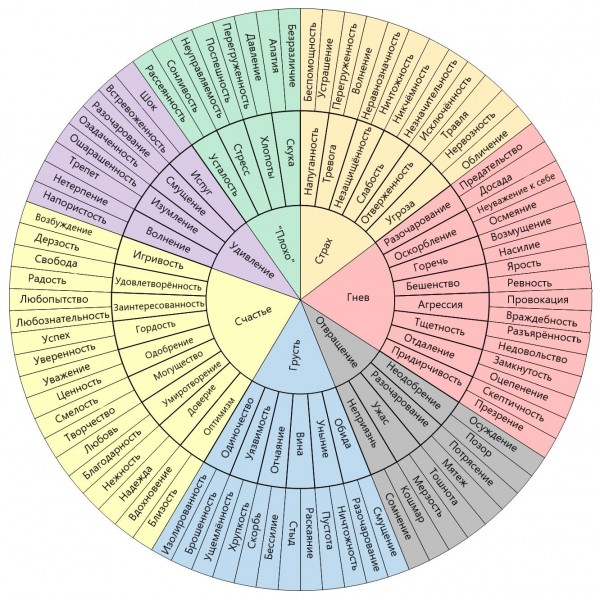 "Плохо"
Страх
Гнев
Отвращение
Грусть
Счастье
Удивление
Усталость
Стресс
Хлопоты
Скука
Напуганность
Тревога
Незащищённость
Слабость
Отверженность
Угроза
Разочарование
Оскорбление
Горечь
Бешенство
Агрессия
Тщетность
Отдаление
Придирчивость
Неодобрение
Разочарование
Ужас
Неприязнь
Обида
Уныние
Вина
Отчаяние
Уязвимость
Одиночество
Оптимизм
Доверие
Умиротворение
Могущество
Одобрение
Гордость
Заинтересованность
Удовлетворённость
Игривость
Волнение
Изумление
Смущение
Испуг
Рассеянность
Сонливость
Неуправляемость
Поспешность
Перегруженность
Давление
Апатия
Безразличие
Беспомощность
Устрашение
Перегруженность
Волнение
Неравнозначность
Ничтожность
Никчёмность
Незначительность
Исключённость
Травля
Нервозность
Обличение
Предательство
Досада
Неуважение к себе
Осмеяние
Возмущение
Насилие
Ярость
Ревность
Провокация
Враждебность
Разъярённость
Недовольство
Замкнутость
Оцепенение
Скептичность
Презрение
Осуждение
Позор
Потрясение
Мятеж
Тошнота
Мерзость
Кошмар
Сомнение
Смущение
Разочарование
Ничтожность
Пустота
Раскаяние
Стыд
Бессилие
Скорбь
Хрупкость
Ущемлённость
Брошенность
Изолированность
Близость
Вдохновение
Надежда
Нежность
Благодарность
Любовь
Творчество
Смелость
Ценность
Уважение
Уверенность
Успех
Любознательность
Любопытство
Радость
Свобода
Дерзость
Возбуждение
Напористость
Нетерпение
Трепет
Ошарашенность
Озадаченность
Разочарование
Встревоженность
Шок